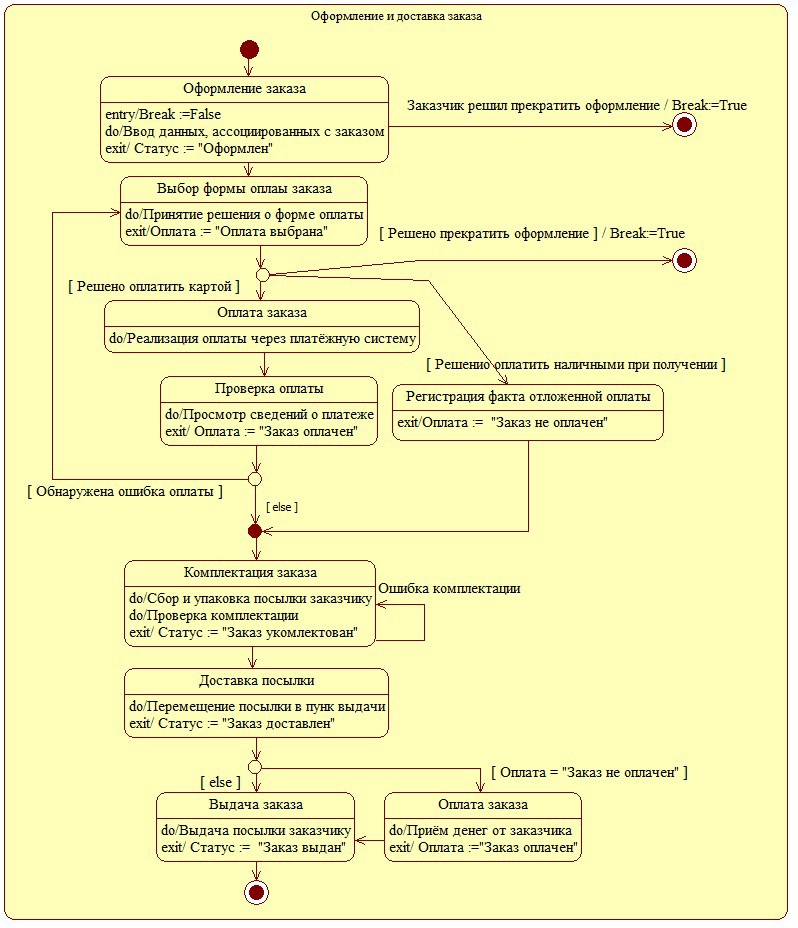 Оформление и доставка заказа
Оформление заказа
entry/Break :=False
do/Ввод данных, ассоциированных с заказом
exit/ Статус := "Оформлен"
Заказчик решил прекратить оформление / Break:=True
Выбор формы оплаы заказа
do/Принятие решения о форме оплаты
exit/Оплата := "Оплата выбрана"
[ Решено прекратить оформление ] / Break:=True
[ Решено оплатить картой ]
Оплата заказа
do/Реализация оплаты через платёжную систему
[ Решенио оплатить наличными при получении ]
Проверка оплаты
do/Просмотр сведений о платеже
exit/ Оплата := "Заказ оплачен"
Регистрация факта отложенной оплаты
exit/Оплата :=  "Заказ не оплачен"
[ Обнаружена ошибка оплаты ]
[ else ]
Комплектация заказа
do/Сбор и упаковка посылки заказчику
do/Проверка комплектации
exit/ Статус := "Заказ укомлектован"
Ошибка комплектации
Доставка посылки
do/Перемещение посылки в пунк выдачи
exit/ Статус := "Заказ доставлен"
[ else ]
[ Оплата = "Заказ не оплачен" ]
Выдача заказа
do/Выдача посылки заказчику
exit/ Статус :=  "Заказ выдан"
Оплата заказа
do/Приём денег от заказчика
exit/ Оплата :="Заказ оплачен"